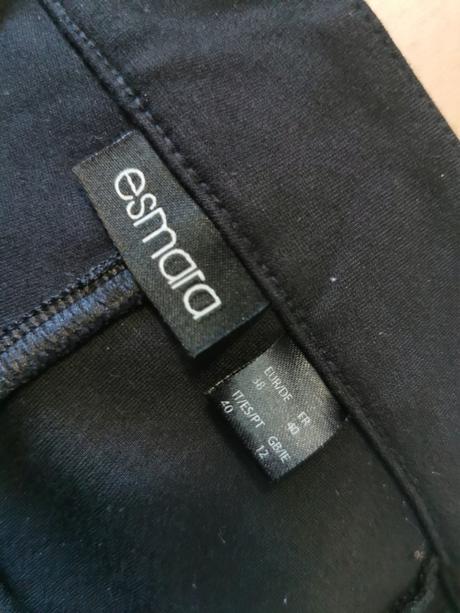 esmara
EUR/DE FR
38 40
IT/ES/PT GB/IE
40 12